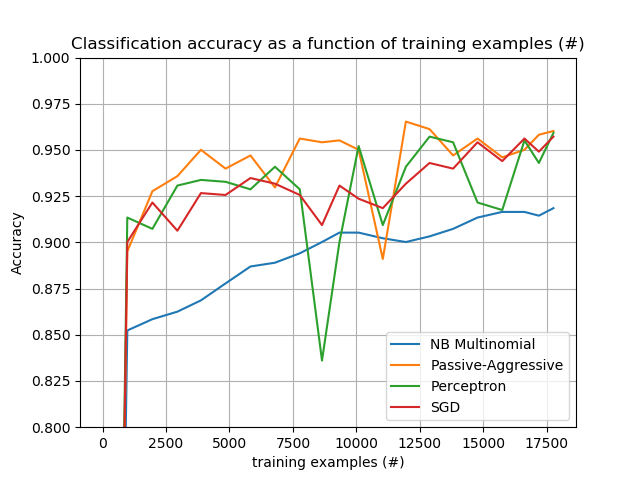 Classification accuracy as a function of training examples (#)
1.000
0.975
0.950
0.925
0.900
0.875
0.850
0.825
0.800
Accuracy
NB Multinomial
Passive-Aggressive
Perceptron
SGD
0 2500 5000 7500 10000 12500 15000 17500
training examples (#)